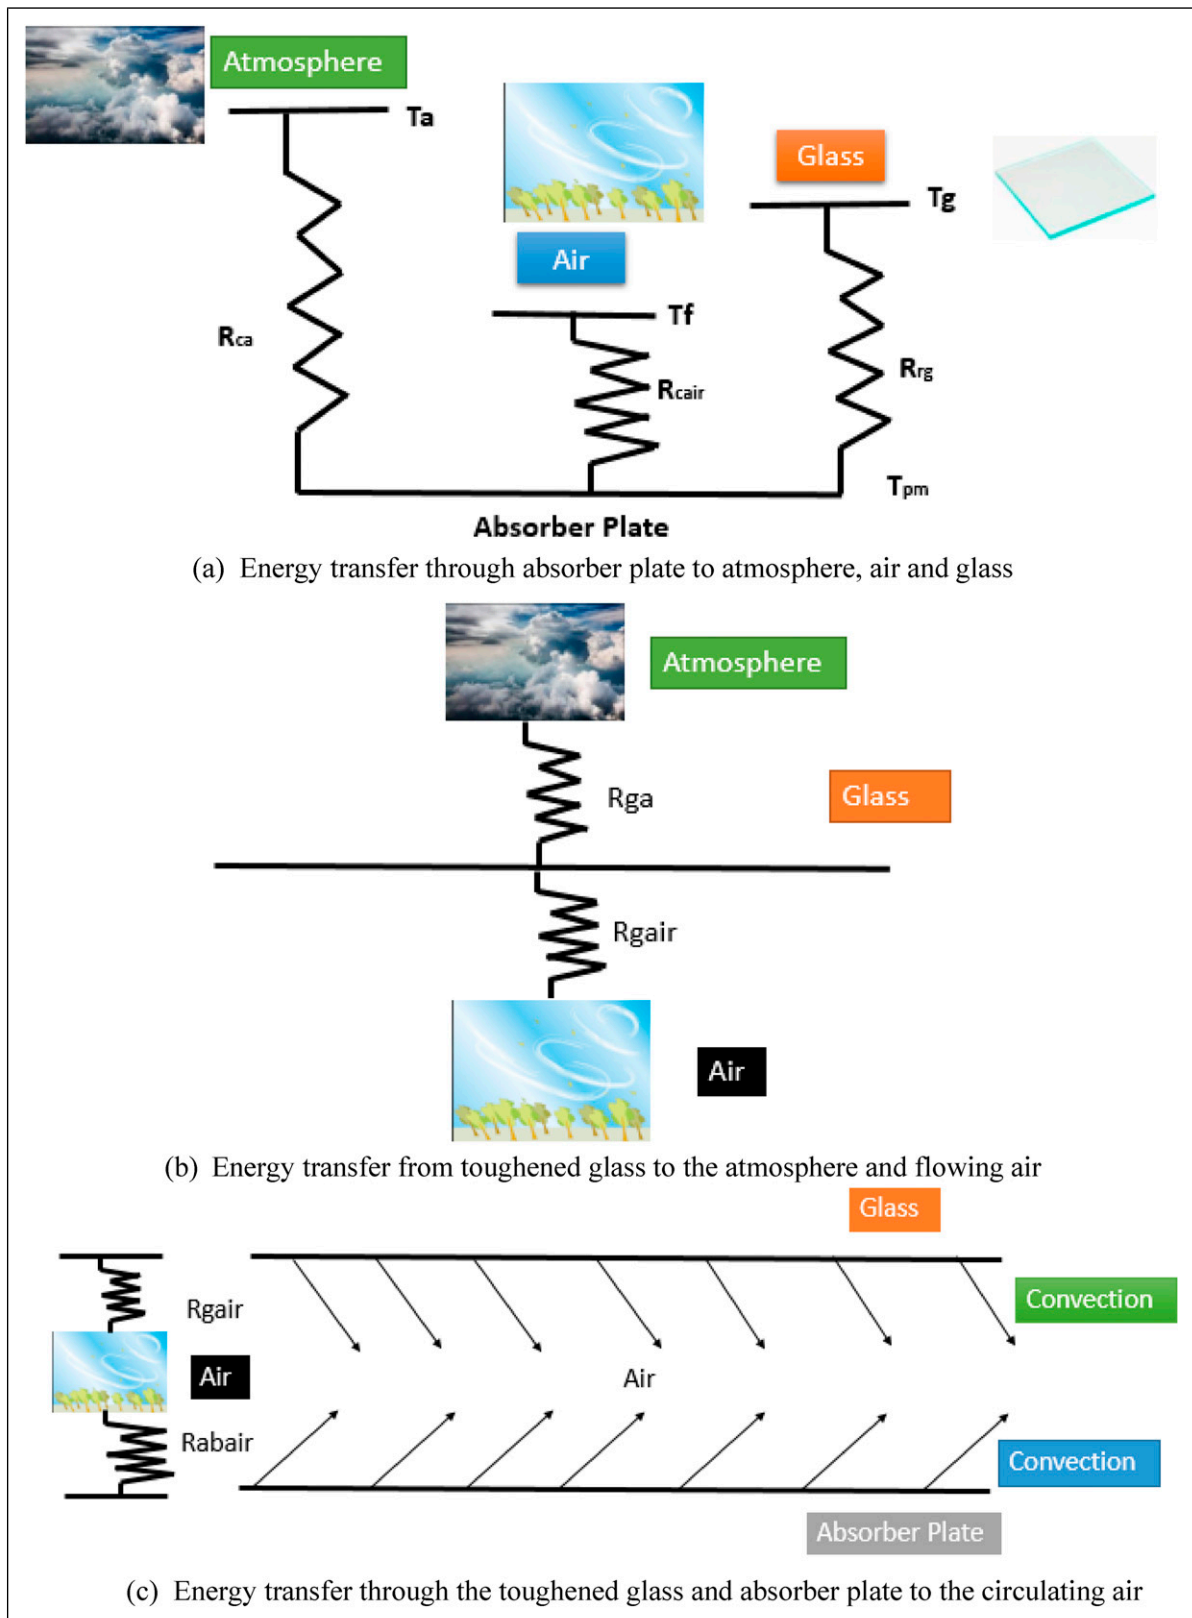 Atmosphere
Ta
Glass
Tg
Air
Tf
Rca
Rcair
Rrg
Tpm
Absorber Plate
(a) Energy transfer through absorber plate to atmosphere, air and glass
Atmosphere
Rga
Glass
Rgair
Air
(b) Energy transfer from toughened glass to the atmosphere and flowing air
Glass
Rgair
Convection
Air
Air
Rabair
Convection
Absorber Plate
(c) Energy transfer through the toughened glass and absorber plate to the circulating air